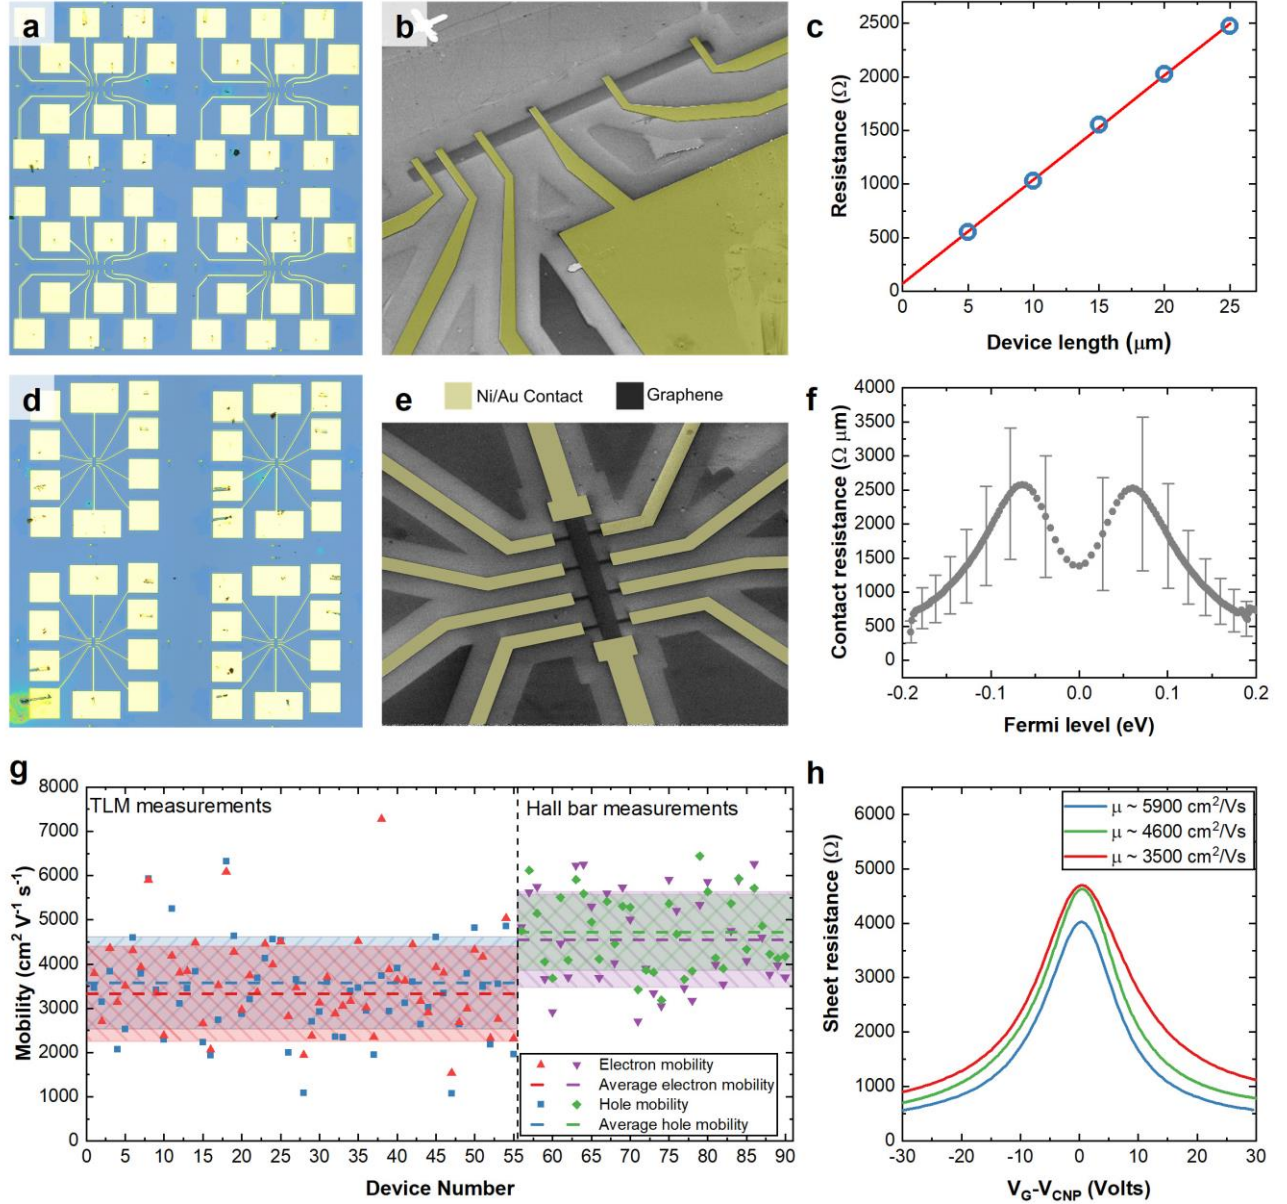 a
b
c
2500
2000
1500
1000
500
0
Resistance (Ω)
0 5 10 15 20 25
Device length (μm)
d
e
Ni/Au Contact
Graphene
f
4000
3500
3000
2500
2000
1500
1000
500
0
Contact resistance (Ω μm)
-0.2 -0.1 0.0 0.1 0.2
Fermi level (eV)
g
8000
7000
6000
5000
4000
3000
2000
1000
0
Mobility (cm² V⁻¹ s⁻¹)
TLM measurements
Hall bar measurements
Electron mobility
Average electron mobility
Hole mobility
Average hole mobility
0 5 10 15 20 25 30 35 40 45 50 55 60 65 70 75 80 85 90
Device Number
h
6000
5000
4000
3000
2000
1000
0
Sheet resistance (Ω)
μ ~ 5900 cm²/Vs
μ ~ 4600 cm²/Vs
μ ~ 3500 cm²/Vs
-30 -20 -10 0 10 20 30
V_G-V_CNP (Volts)